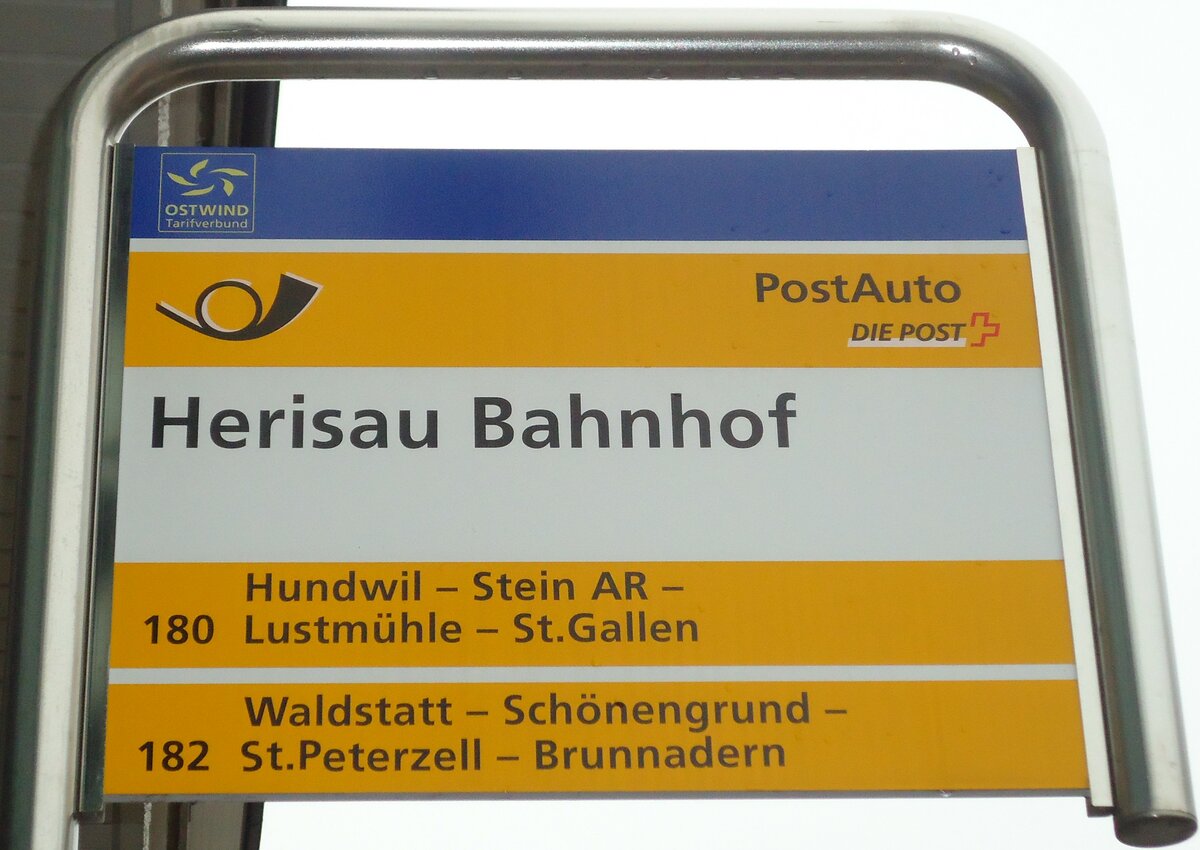 OSTWIND
Tarifverbund
PostAuto
DIE POST
Herisau Bahnhof
Hundwil – Stein AR –
180 Lustmühle – St.Gallen
Waldstatt – Schönengrund –
182 St.Peterzell – Brunnadern